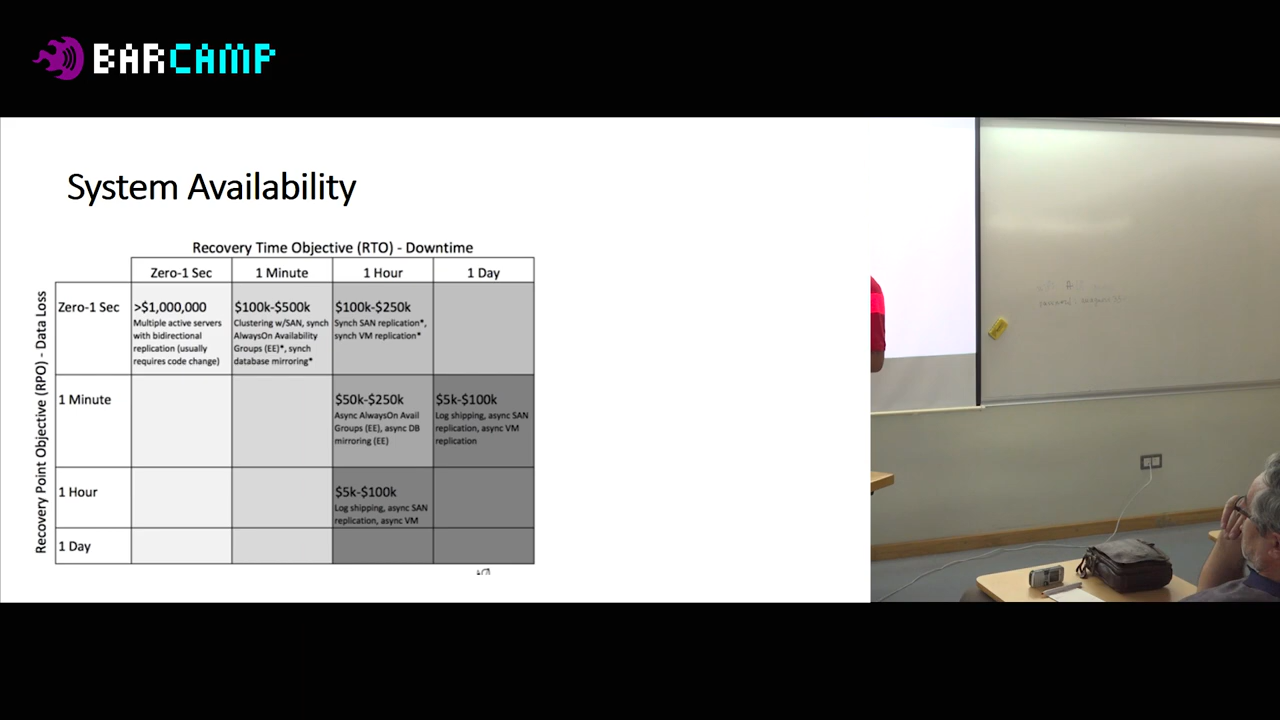 BARCAMP
System Availability
Recovery Time Objective (RTO) - Downtime
Recovery Point Objective (RPO) - Data Loss
Zero-1 Sec
1 Minute
1 Hour
1 Day
Zero-1 Sec
>$1,000,000
Multiple active servers
with bidirectional
replication (usually
requires code change)
$100k-$500k
Clustering w/SAN, synch
AlwaysOn Availability
Groups (EE)*, synch
database mirroring*
$100k-$250k
Synch SAN replication*,
synch VM replication*
1 Minute
$50k-$250k
Async AlwaysOn Avail
Groups (EE), async DB
mirroring (EE)
$5k-$100k
Log shipping, async SAN
replication, async VM
replication
1 Hour
$5k-$100k
Log shipping, async SAN
replication, async VM
1 Day